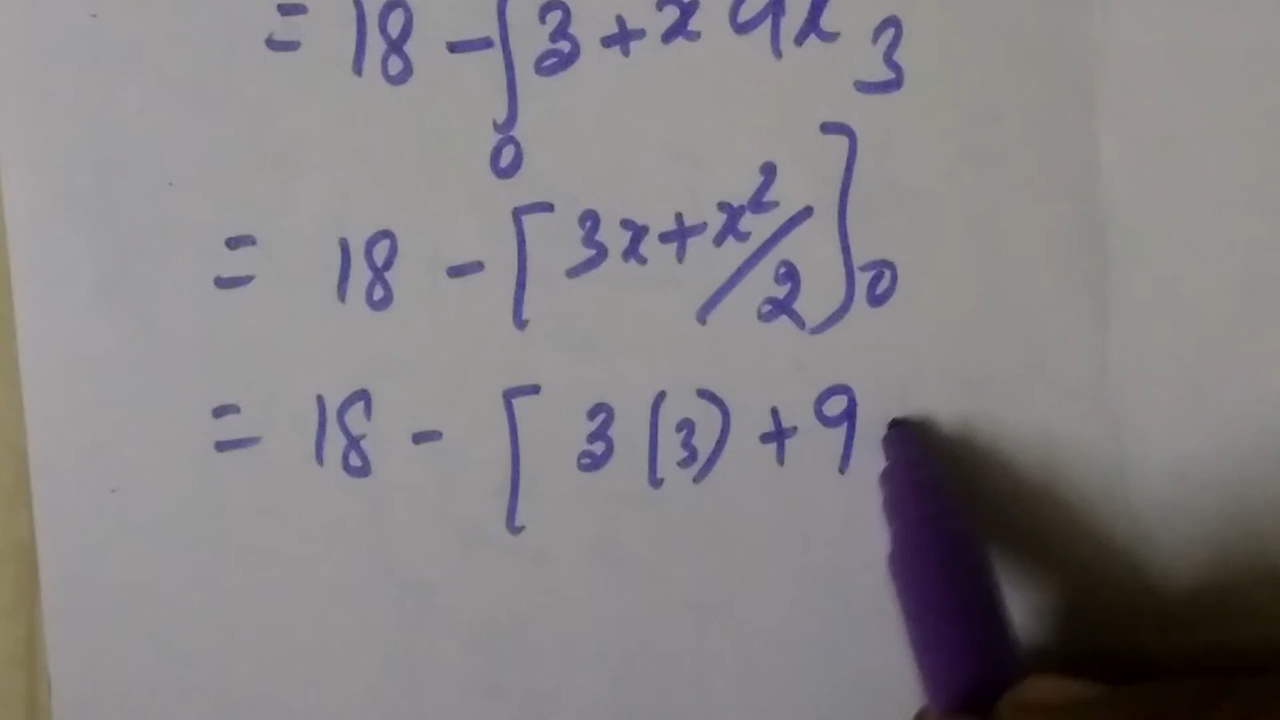 = 18 - ∫ 3 + x dx
0
3
= 18 - [ 3x + x²/2 ]
0
= 18 - [ 3 (3) + 9